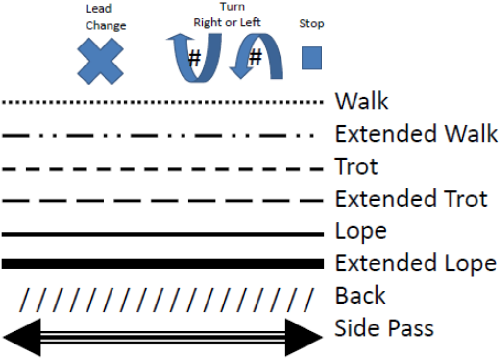 Lead
Change
Turn
Right or Left
Stop
# #
Walk
Extended Walk
Trot
Extended Trot
Lope
Extended Lope
Back
Side Pass